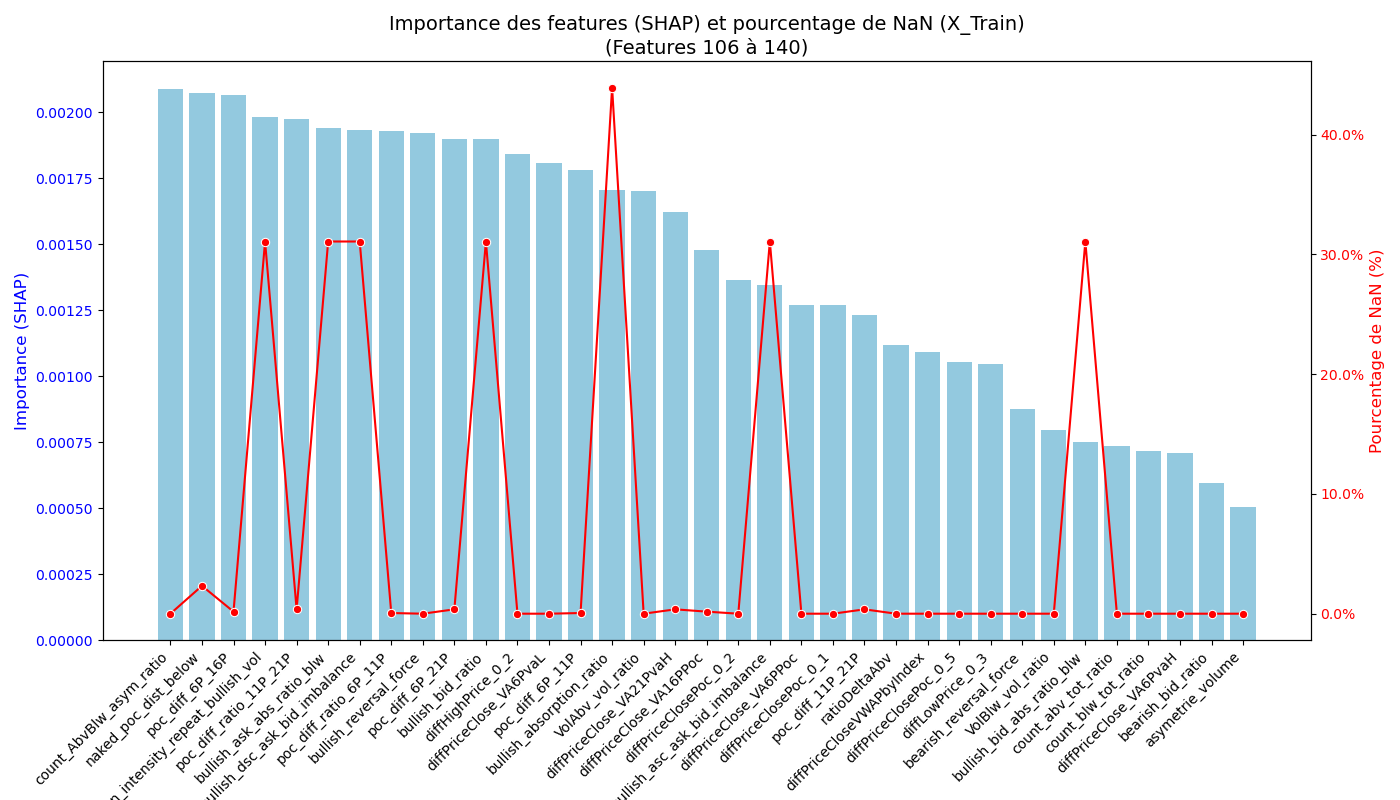 Importance des features (SHAP) et pourcentage de NaN (X_Train)
(Features 106 à 140)
Importance (SHAP)
0.00200
0.00175
0.00150
0.00125
0.00100
0.00075
0.00050
0.00025
0.00000
40.0%
30.0%
20.0%
10.0%
0.0%
Pourcentage de NaN (%)
count_AbvBlw_asym_ratio
naked_poc_dist_below
poc_diff_6P_16P
n_intensity_repeat_bullish_vol
poc_diff_ratio_11P_21P
bullish_ask_abs_ratio_blw
ullish_dsc_ask_bid_imbalance
poc_diff_ratio_6P_11P
bullish_reversal_force
poc_diff_6P_21P
bullish_bid_ratio
diffHighPrice_0_2
diffPriceClose_VA6PvaL
poc_diff_6P_11P
bullish_absorption_ratio
VolAbv_vol_ratio
diffPriceClose_VA21PvaH
diffPriceClose_VA16PPoc
diffPriceClosePoc_0_2
ullish_asc_ask_bid_imbalance
diffPriceClose_VA6PPoc
diffPriceClosePoc_0_1
poc_diff_11P_21P
ratioDeltaAbv
diffPriceCloseVWAPbyIndex
diffPriceClosePoc_0_5
diffLowPrice_0_3
bearish_reversal_force
VolBlw_vol_ratio
bullish_bid_abs_ratio_blw
count_abv_tot_ratio
count_blw_tot_ratio
diffPriceClose_VA6PvaH
bearish_bid_ratio
asymetrie_volume